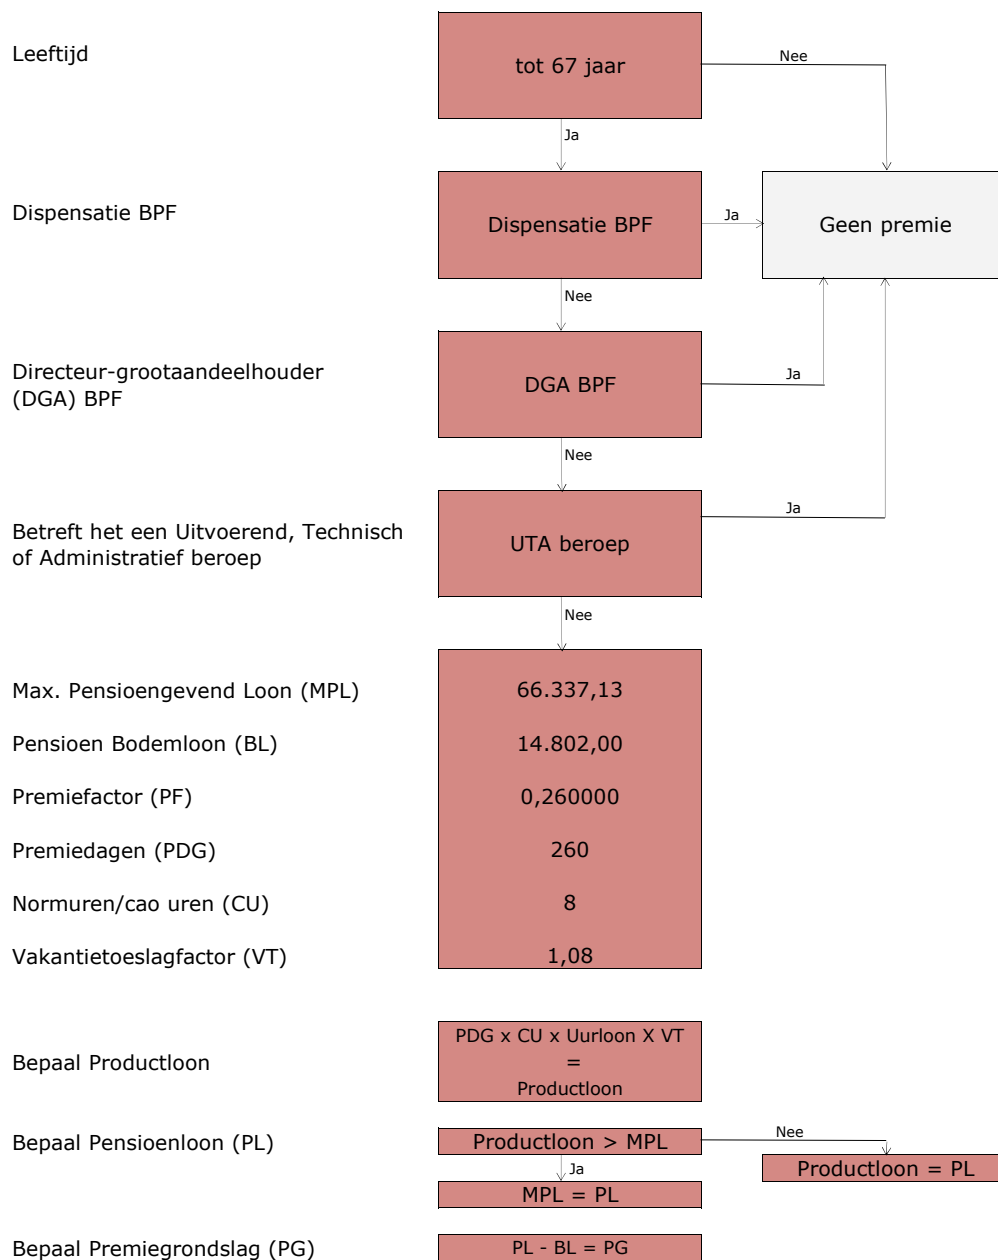 Leeftijd
tot 67 jaar
Nee
Ja
Dispensatie BPF
Dispensatie BPF
Ja
Geen premie
Nee
Directeur-grootaandeelhouder
(DGA) BPF
DGA BPF
Ja
Nee
Betreft het een Uitvoerend, Technisch
of Administratief beroep
UTA beroep
Ja
Nee
Max. Pensioengevend Loon (MPL)
66.337,13
Pensioen Bodemloon (BL)
14.802,00
Premiefactor (PF)
0,260000
Premiedagen (PDG)
260
Normuren/cao uren (CU)
8
Vakantietoeslagfactor (VT)
1,08
Bepaal Productloon
PDG x CU x Uurloon X VT
=
Productloon
Bepaal Pensioenloon (PL)
Productloon > MPL
Nee
Productloon = PL
Ja
MPL = PL
Bepaal Premiegrondslag (PG)
PL - BL = PG